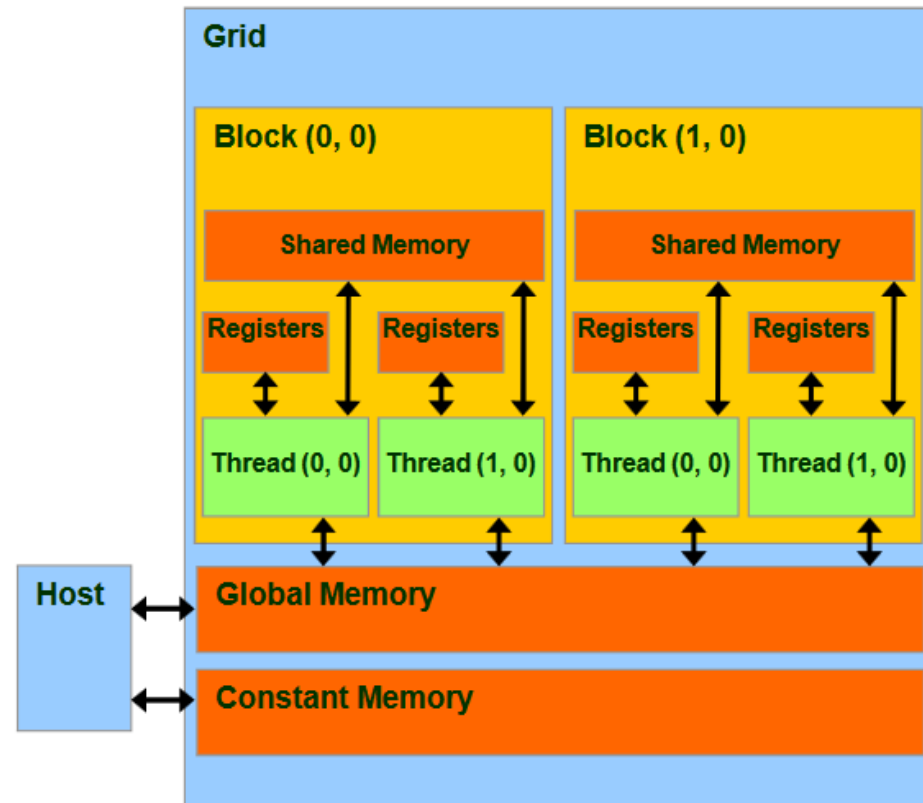 Grid
Block (0, 0)
Block (1, 0)
Shared Memory
Shared Memory
Registers
Registers
Registers
Registers
Thread (0, 0)
Thread (1, 0)
Thread (0, 0)
Thread (1, 0)
Host
Global Memory
Constant Memory